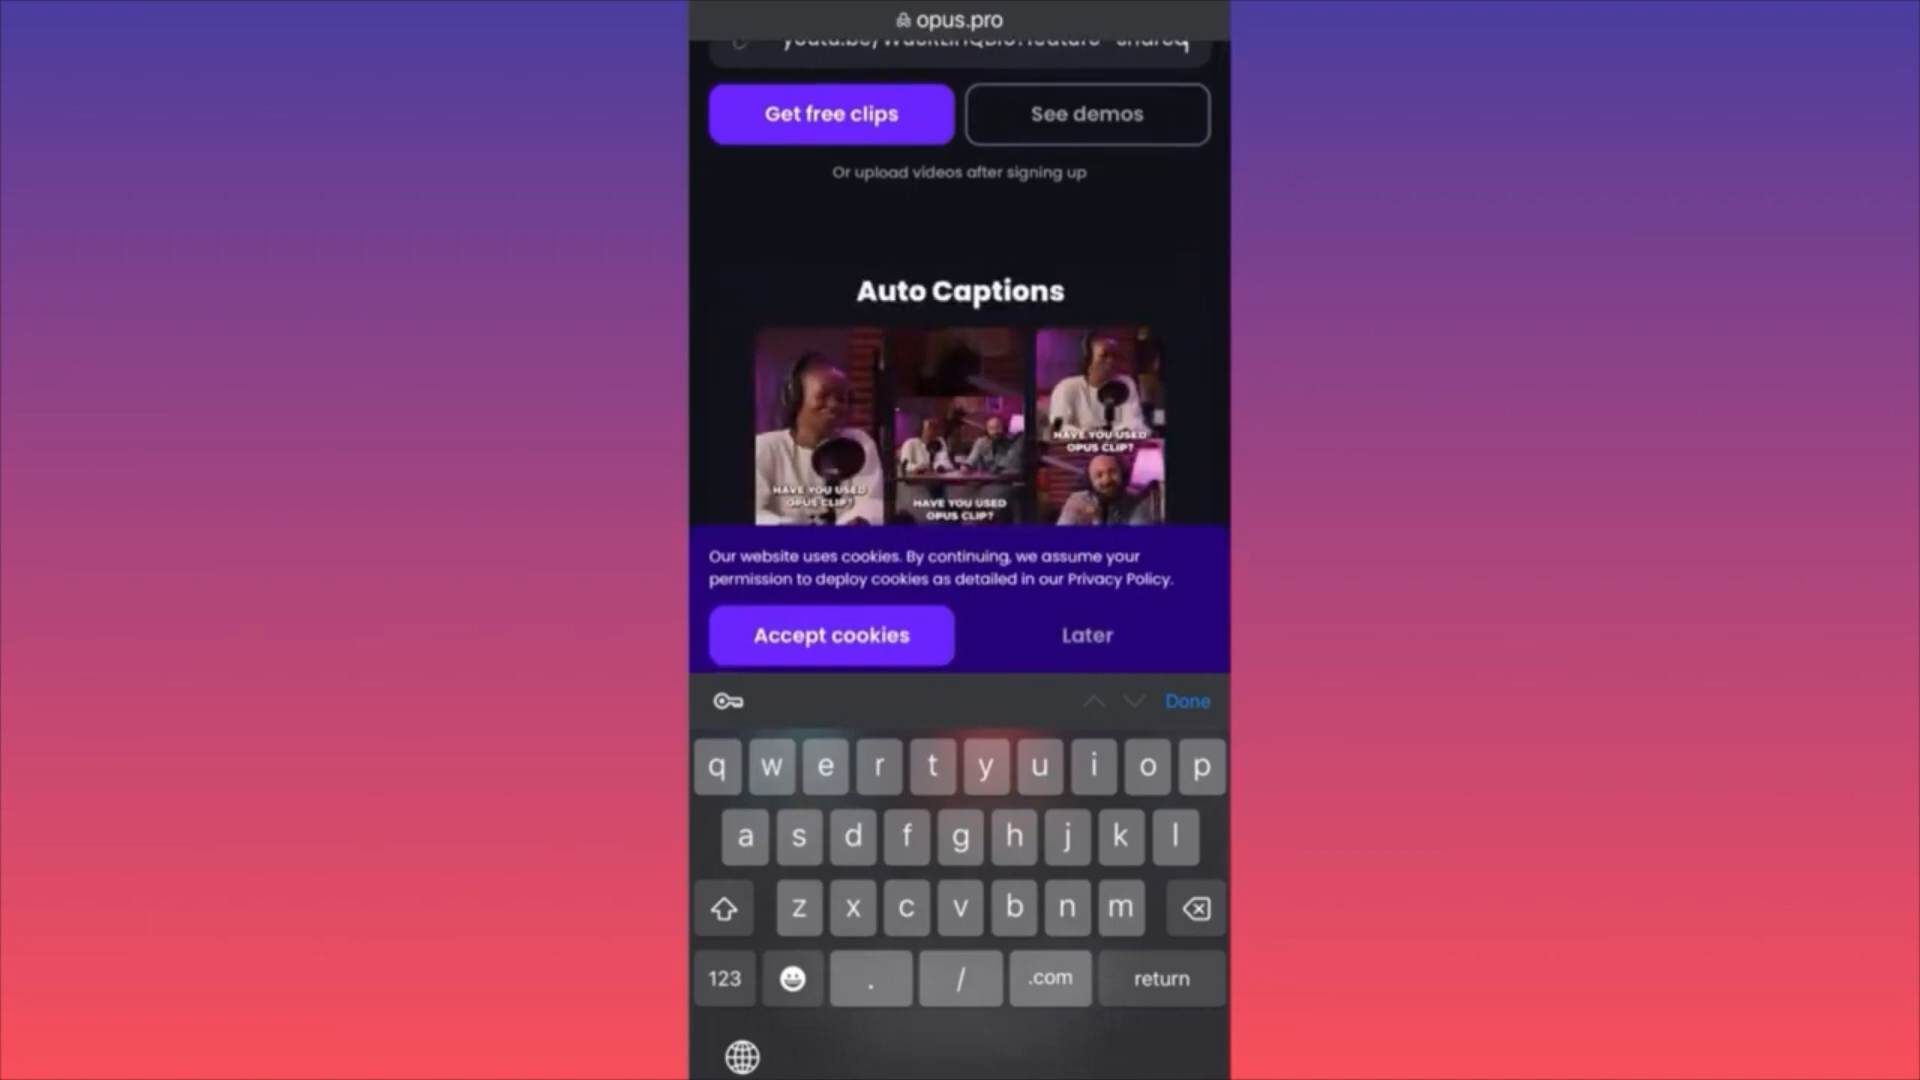 opus.pro
Get free clips
See demos
Or upload videos after signing up
Auto Captions
HAVE YOU USED
OPUS CLIP?
HAVE YOU USED
OPUS CLIP?
HAVE YOU USED
OPUS CLIP?
Our website uses cookies. By continuing, we assume your
permission to deploy cookies as detailed in our Privacy Policy.
Accept cookies
Later
Done
q w e r t y u i o p
a s d f g h j k l
z x c v b n m
123 . / .com return